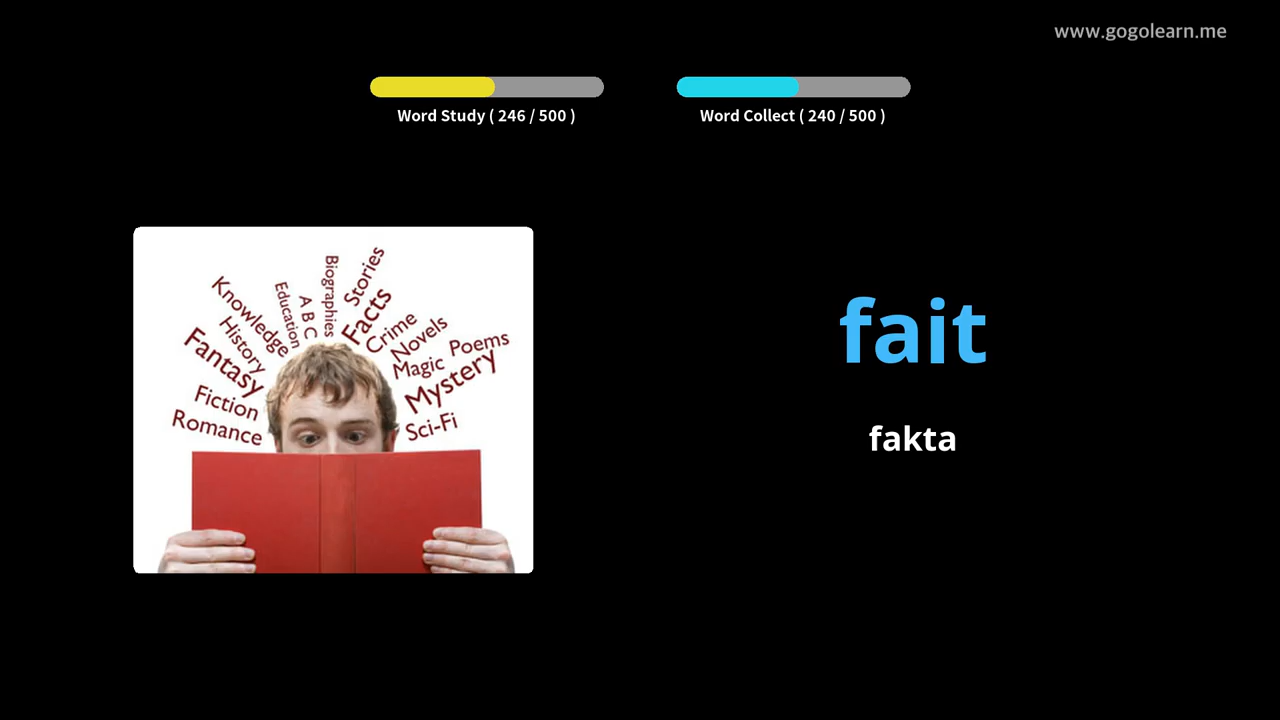 www.gogolearn.me
Word Study ( 246 / 500 )
Word Collect ( 240 / 500 )
Romance
Fiction
Fantasy
History
Knowledge
Education
A B C
Biographies
Stories
Facts
Crime
Novels
Magic
Poems
Mystery
Sci-Fi
fait
fakta